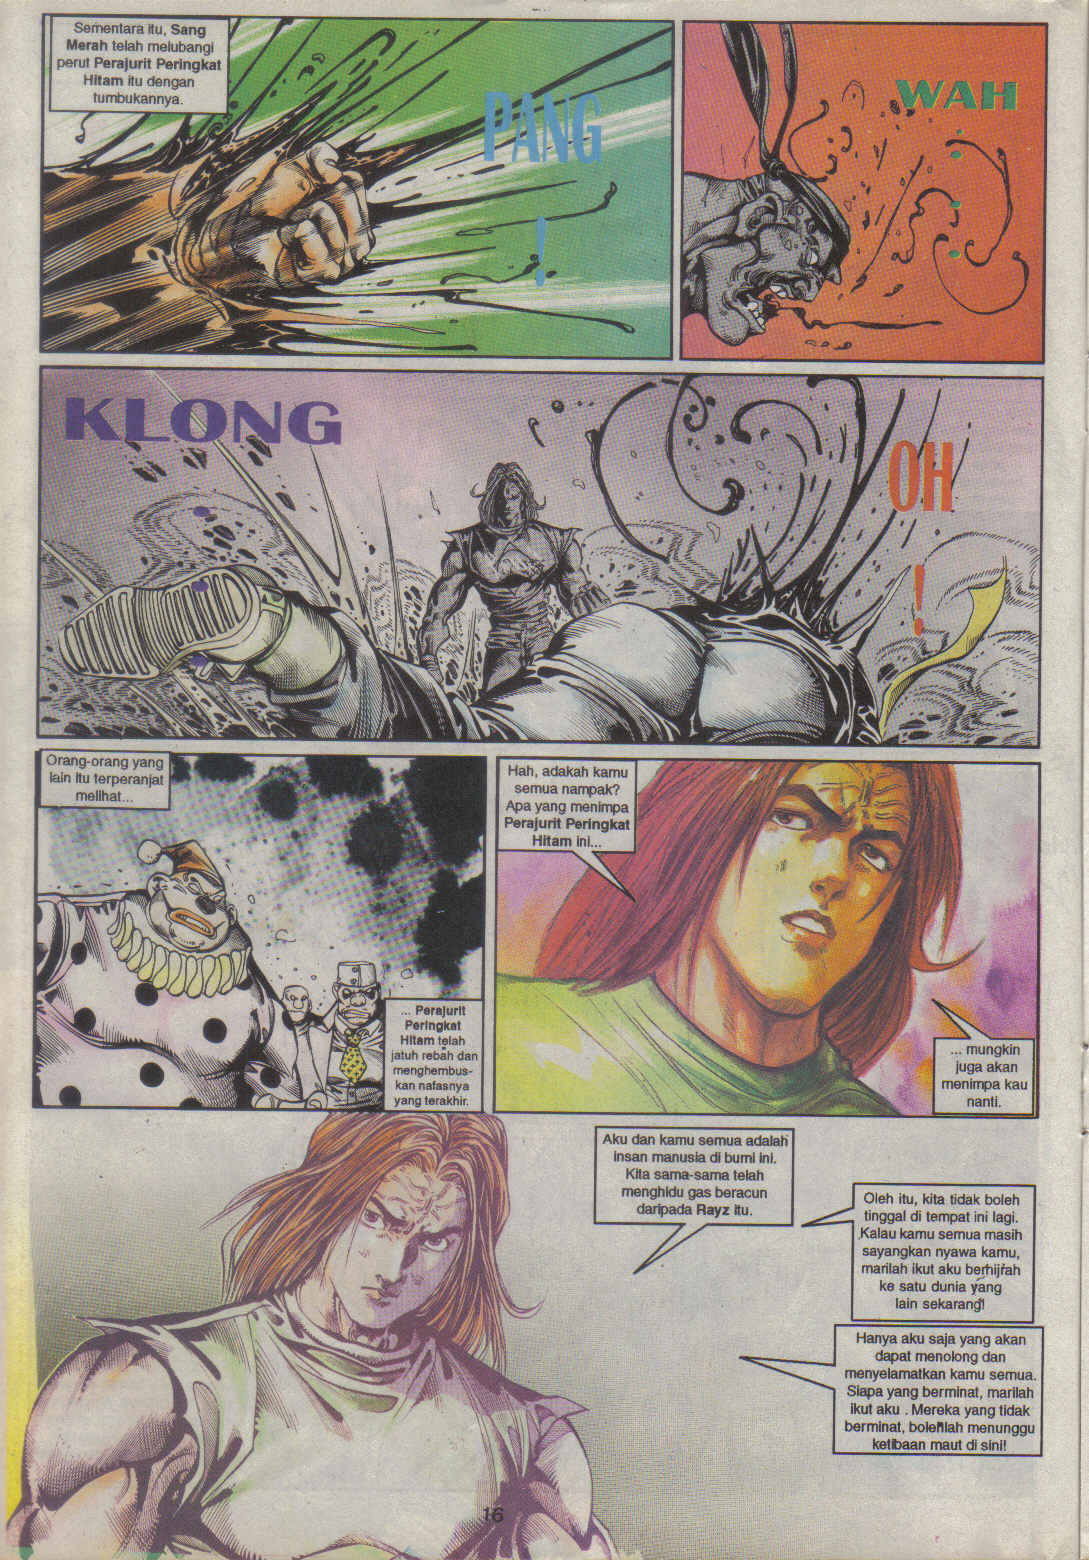 Sementara itu, Sang
Merah telah melubangi
perut Perajurit Peringkat
Hitam itu dengan
tumbukannya.
PANG
!
WAH
.
.
.
KLONG
.
.
.
OH
!
Orang-orang yang
lain itu terperanjat
melihat...
... Perajurit
Peringkat
Hitam telah
jatuh rebah dan
menghembus-
kan nafasnya
yang terakhir.
Hah, adakah kamu
semua nampak?
Apa yang menimpa
Perajurit Peringkat
Hitam ini...
... mungkin
juga akan
menimpa kau
nanti.
Aku dan kamu semua adalah
insan manusia di bumi ini.
Kita sama-sama telah
menghidu gas beracun
daripada Rayz itu.
Oleh itu, kita tidak boleh
tinggal di tempat ini lagi.
Kalau kamu semua masih
sayangkan nyawa kamu,
marilah ikut aku berhijrah
ke satu dunia yang
lain sekarang!
Hanya aku saja yang akan
dapat menolong dan
menyelamatkan kamu semua.
Siapa yang berminat, marilah
ikut aku . Mereka yang tidak
berminat, bolehlah menunggu
ketibaan maut di sini!
16